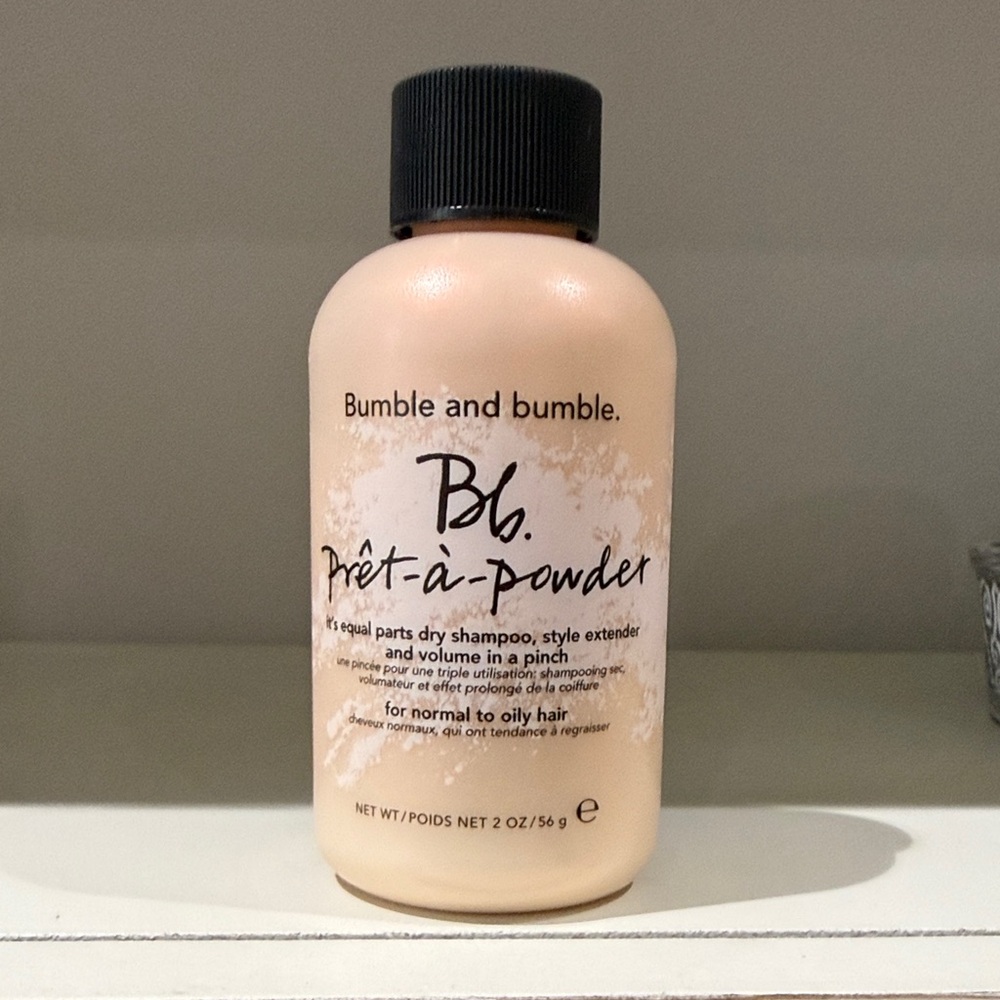 Bumble and bumble.
Bb.
Prêt-à-powder
it's equal parts dry shampoo, style extender
and volume in a pinch
une pincée pour une triple utilisation: shampooing sec,
volumateur et effet prolongé de la coiffure
for normal to oily hair
cheveux normaux, qui ont tendance à regraisser
NET WT/POIDS NET 2 OZ/56 g ℮